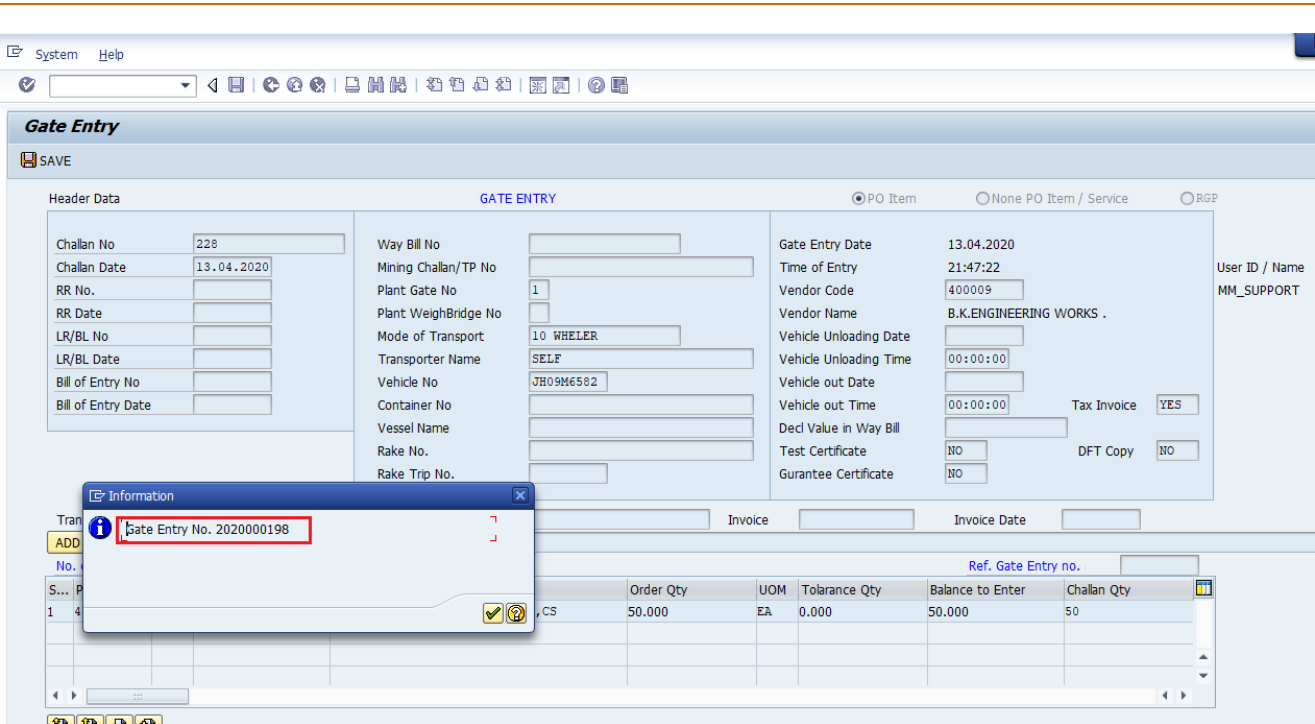 System Help
Gate Entry
SAVE
Header Data GATE ENTRY PO Item None PO Item / Service RGP
Challan No 228 Way Bill No Gate Entry Date 13.04.2020
Challan Date 13.04.2020 Mining Challan/TP No Time of Entry 21:47:22 User ID / Name
RR No. Plant Gate No 1 Vendor Code 400009 MM_SUPPORT
RR Date Plant WeighBridge No Vendor Name B.K.ENGINEERING WORKS .
LR/BL No Mode of Transport 10 WHELER Vehicle Unloading Date
LR/BL Date Transporter Name SELF Vehicle Unloading Time 00:00:00
Bill of Entry No Vehicle No JH09M6582 Vehicle out Date
Bill of Entry Date Container No Vehicle out Time 00:00:00 Tax Invoice YES
Vessel Name Decl Value in Way Bill
Rake No. Test Certificate NO DFT Copy NO
Rake Trip No. Gurantee Certificate NO
Information
Gate Entry No. 2020000198
Tran Invoice Invoice Date
ADD
No. Ref. Gate Entry no.
S... P Order Qty UOM Tolarance Qty Balance to Enter Challan Qty
1 4 ,CS 50.000 EA 0.000 50.000 50